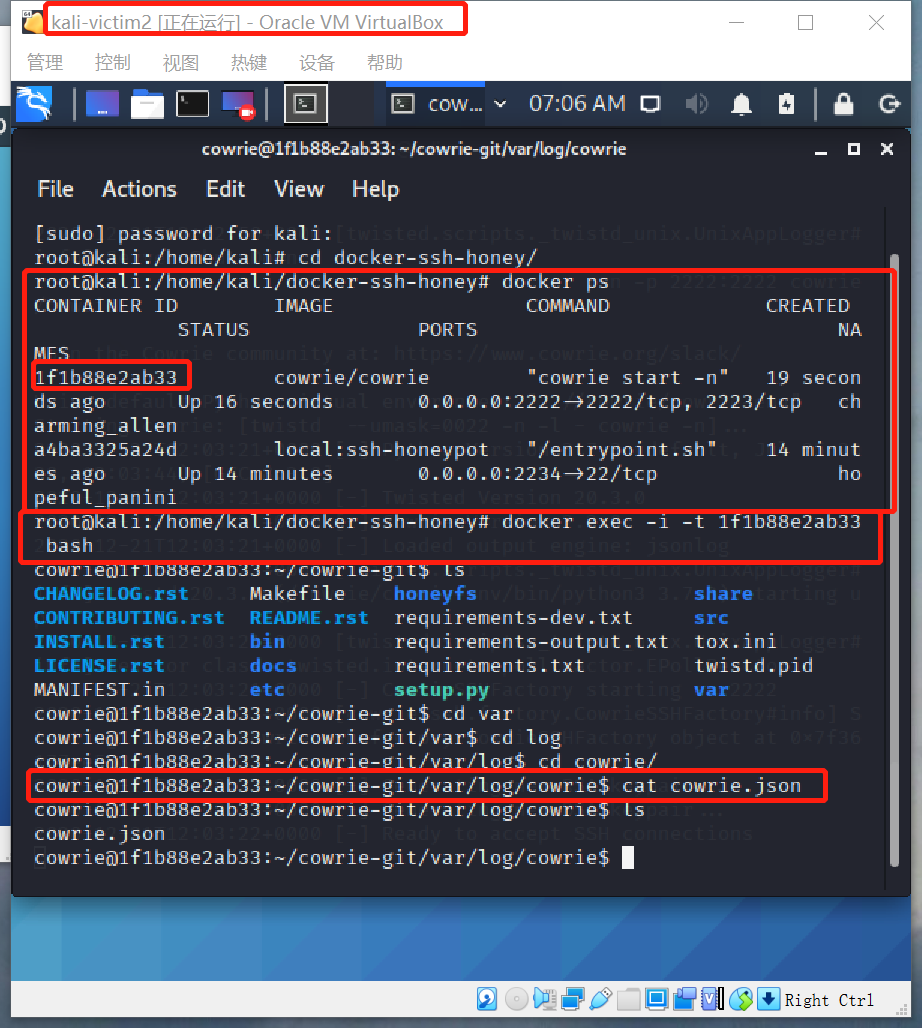 kali-victim2 [正在运行] - Oracle VM VirtualBox
管理 控制 视图 热键 设备 帮助
cow... 07:06 AM
cowrie@1f1b88e2ab33: ~/cowrie-git/var/log/cowrie
File Actions Edit View Help
[sudo] password for kali:
root@kali:/home/kali# cd docker-ssh-honey/
root@kali:/home/kali/docker-ssh-honey# docker ps
CONTAINER ID IMAGE COMMAND CREATED
STATUS PORTS NA
MES
1f1b88e2ab33 cowrie/cowrie "cowrie start -n" 19 secon
ds ago Up 16 seconds 0.0.0.0:2222→2222/tcp, 2223/tcp ch
arming_allen
a4ba3325a24d local:ssh-honeypot "/entrypoint.sh" 14 minut
es ago Up 14 minutes 0.0.0.0:2234→22/tcp ho
peful_panini
root@kali:/home/kali/docker-ssh-honey# docker exec -i -t 1f1b88e2ab33
bash
cowrie@1f1b88e2ab33:~/cowrie-git$ ls
CHANGELOG.rst Makefile honeyfs share
CONTRIBUTING.rst README.rst requirements-dev.txt src
INSTALL.rst bin requirements-output.txt tox.ini
LICENSE.rst docs requirements.txt twistd.pid
MANIFEST.in etc setup.py var
cowrie@1f1b88e2ab33:~/cowrie-git$ cd var
cowrie@1f1b88e2ab33:~/cowrie-git/var$ cd log
cowrie@1f1b88e2ab33:~/cowrie-git/var/log$ cd cowrie/
cowrie@1f1b88e2ab33:~/cowrie-git/var/log/cowrie$ cat cowrie.json
cowrie@1f1b88e2ab33:~/cowrie-git/var/log/cowrie$ ls
cowrie.json
cowrie@1f1b88e2ab33:~/cowrie-git/var/log/cowrie$
Right Ctrl